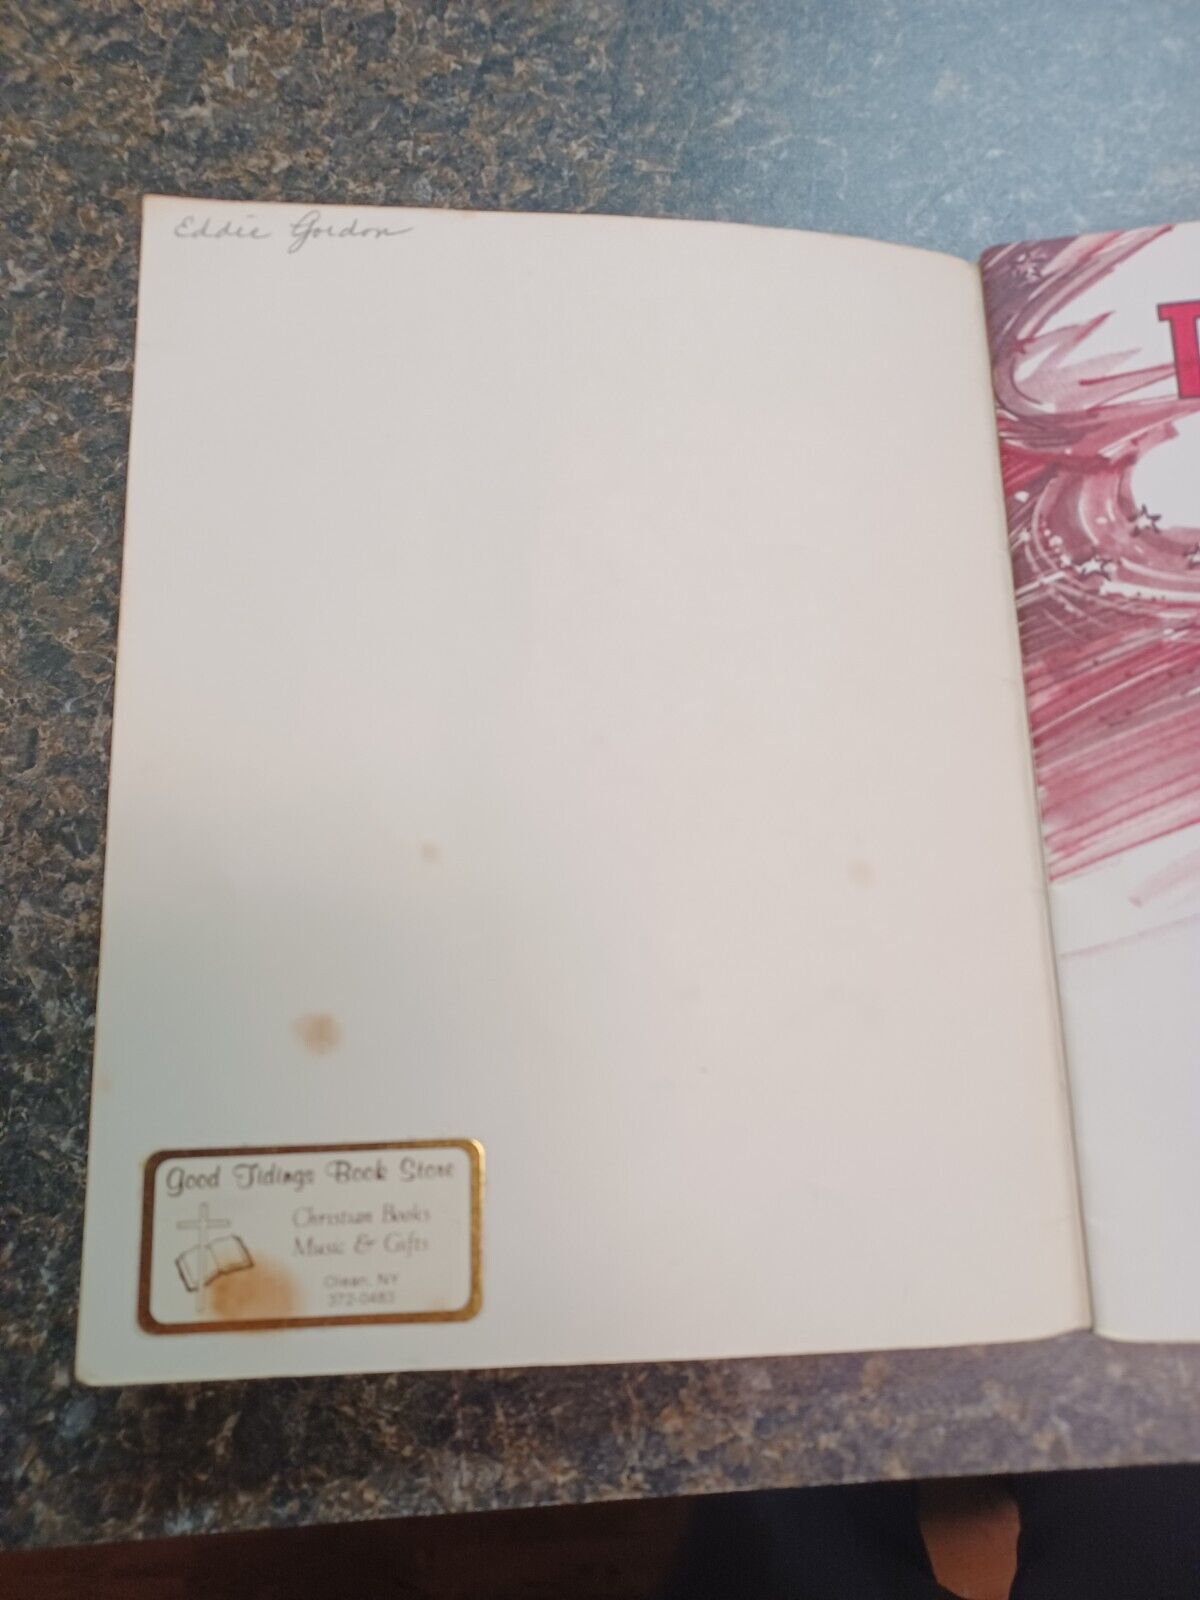 Eddie Gordon
Good Tidings Book Store
Christian Books
Music & Gifts
Olean, NY
372-0483